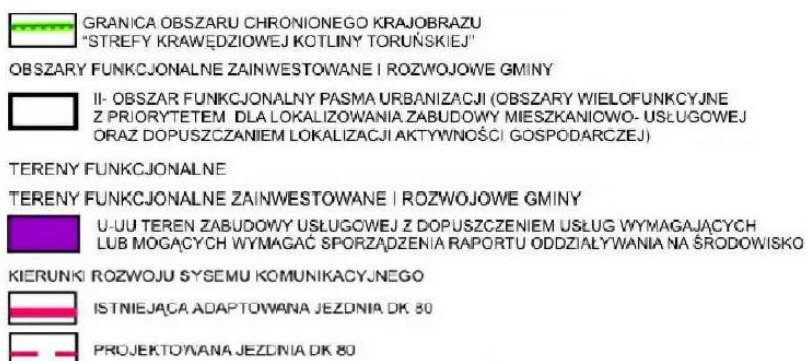 GRANICA OBSZARU CHRONIONEGO KRAJOBRAZU
"STREFY KRAWĘDZIOWEJ KOTLINY TORUŃSKIEJ"
OBSZARY FUNKCJONALNE ZAINWESTOWANE I ROZWOJOWE GMINY
II- OBSZAR FUNKCJONALNY PASMA URBANIZACJI (OBSZARY WIELOFUNKCYJNE
Z PRIORYTETEM DLA LOKALIZOWANIA ZABUDOWY MIESZKANIOWO- USŁUGOWEJ
ORAZ DOPUSZCZANIEM LOKALIZACJI AKTYWNOŚCI GOSPODARCZEJ)
TERENY FUNKCJONALNE
TERENY FUNKCJONALNE ZAINWESTOWANE I ROZWOJOWE GMINY
U-UU TEREN ZABUDOWY USŁUGOWEJ Z DOPUSZCZENIEM USŁUG WYMAGAJĄCYCH
LUB MOGĄCYCH WYMAGAĆ SPORZĄDZENIA RAPORTU ODDZIAŁYWANIA NA ŚRODOWISKO
KIERUNKI ROZWOJU SYSEMU KOMUNIKACYJNEGO
ISTNIEJĄCA ADAPTOWANA JEZDNIA DK 80
PROJEKTOWANA JEZDNIA DK 80